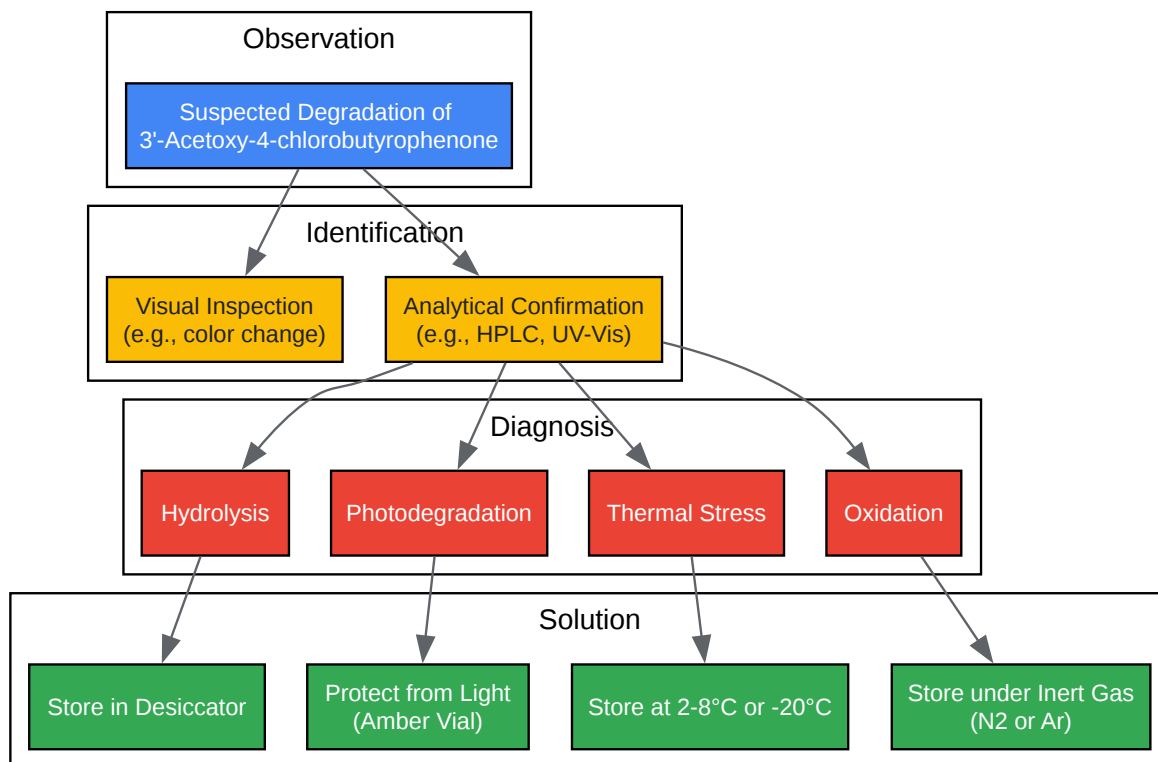 Observation
Suspected Degradation of
3'-Acetoxy-4-chlorobutyrophenone
Identification
Visual Inspection
(e.g., color change)
Analytical Confirmation
(e.g., HPLC, UV-Vis)
Diagnosis
Hydrolysis
Photodegradation
Thermal Stress
Oxidation
Solution
Store in Desiccator
Protect from Light
(Amber Vial)
Store at 2-8°C or -20°C
Store under Inert Gas
(N2 or Ar)